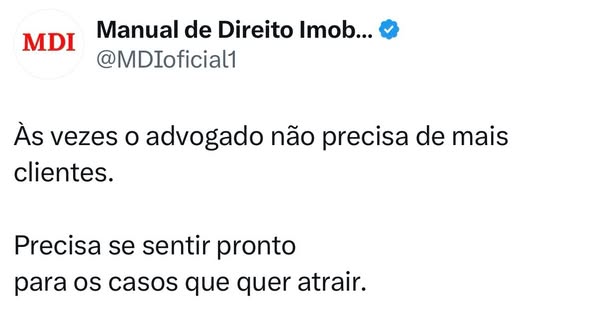 MDI
Manual de Direito Imob...
@MDIoficial1
Às vezes o advogado não precisa de mais
clientes.
Precisa se sentir pronto
para os casos que quer atrair.